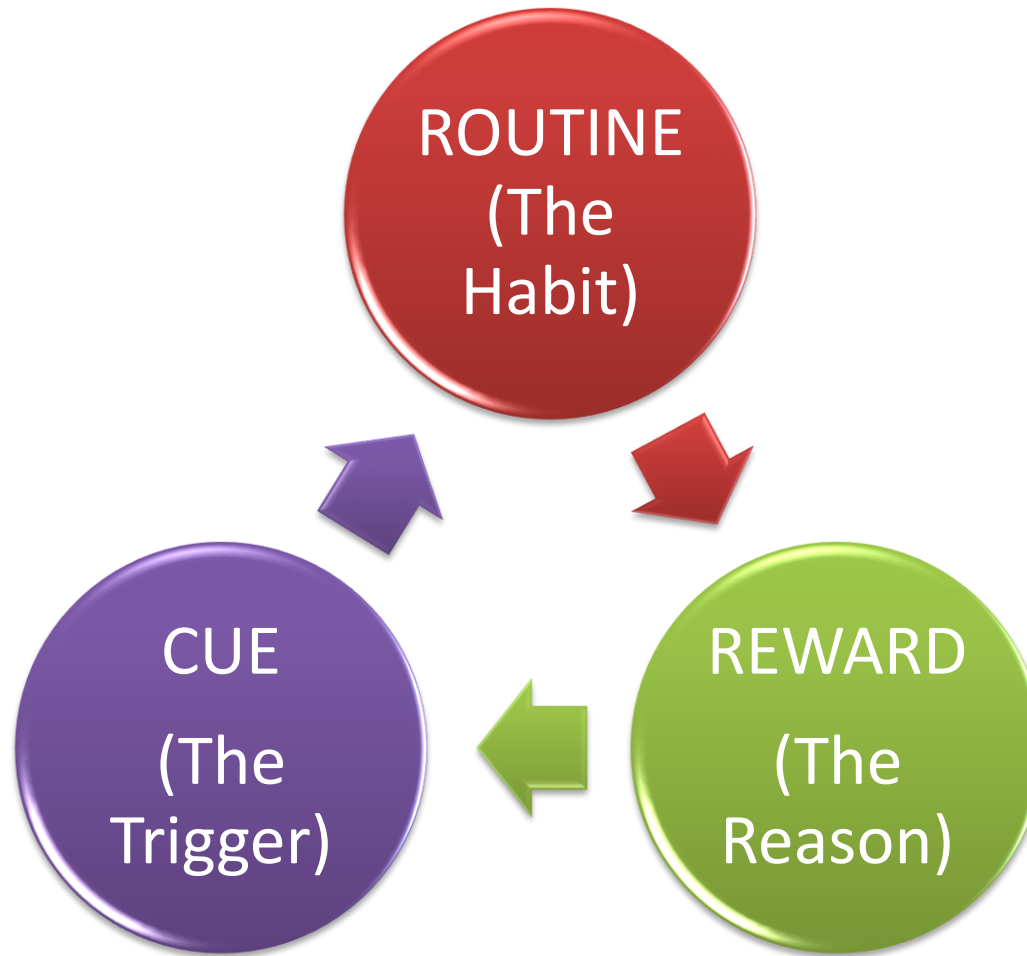 ROUTINE
(The
Habit)
CUE
(The
Trigger)
REWARD
(The
Reason)